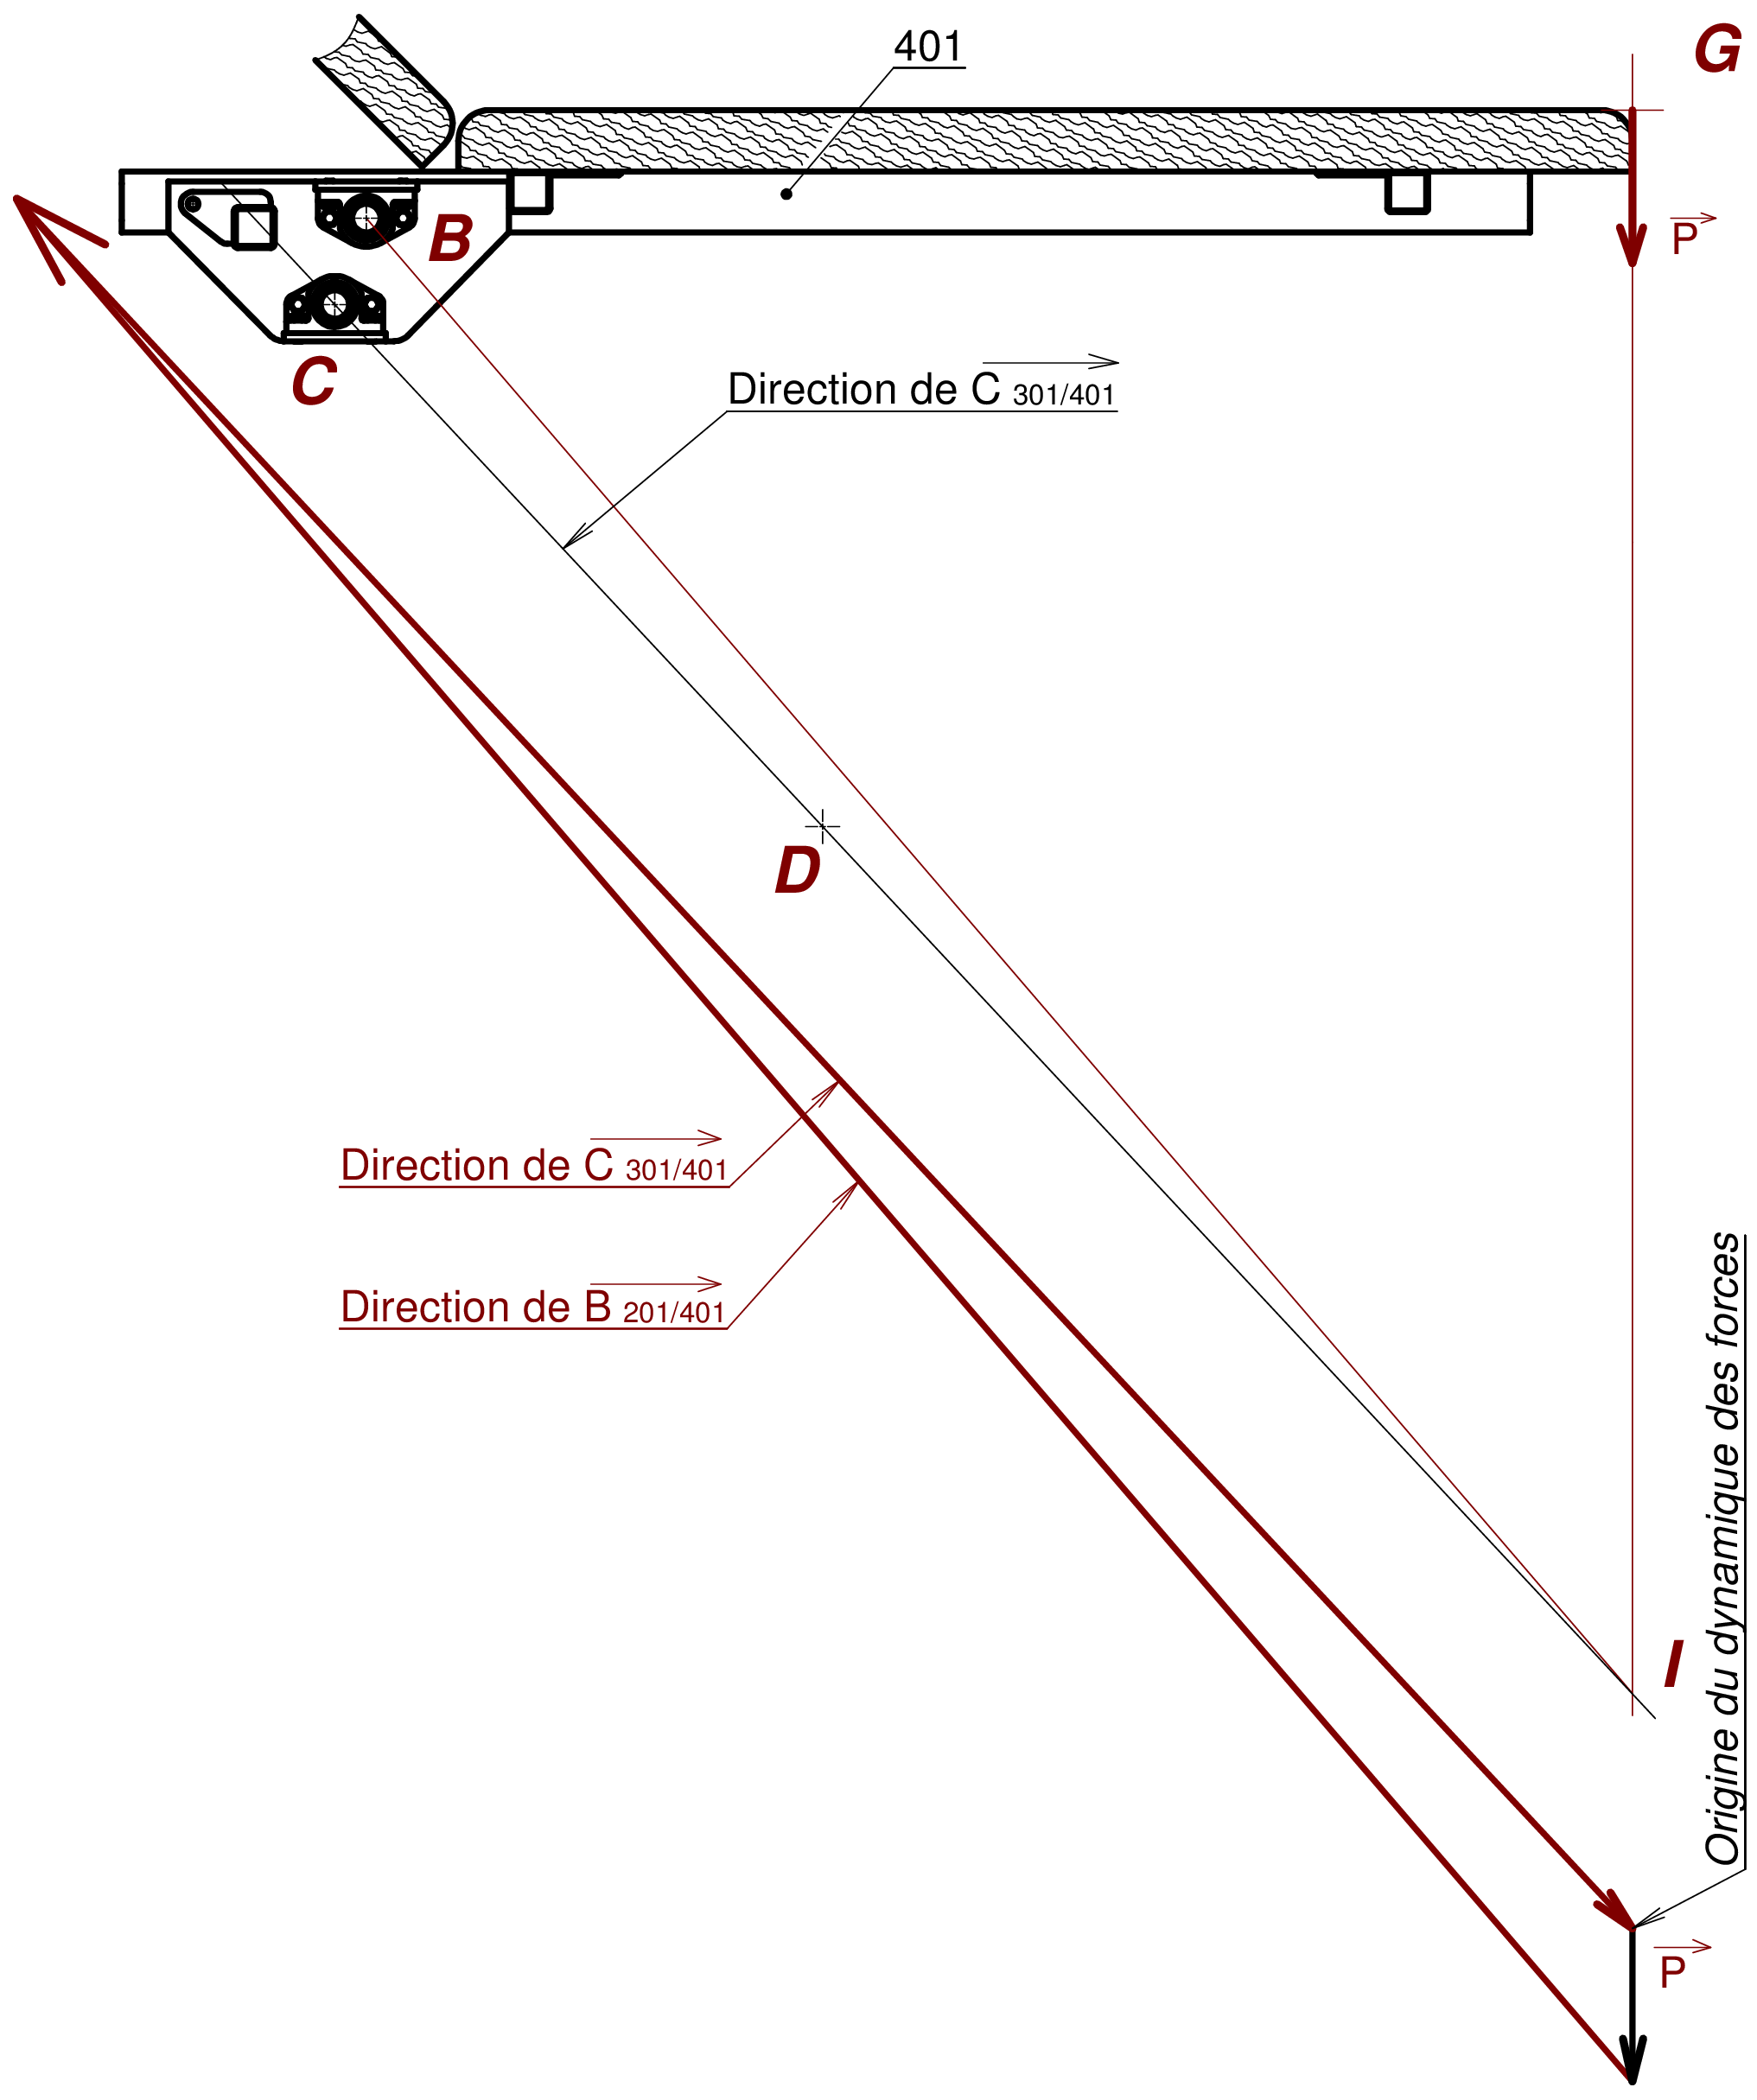 401
G
P
B
C
Direction de C 301/401
D
Direction de C 301/401
Direction de B 201/401
I
Origine du dynamique des forces
P